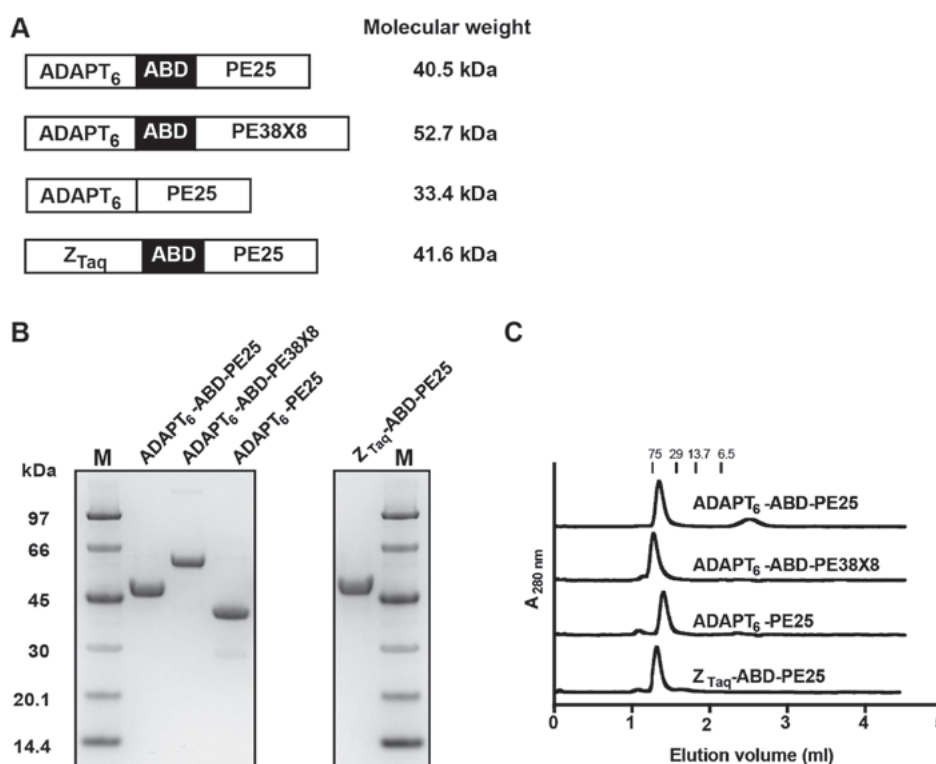 A
Molecular weight
ADAPT6 ABD PE25 40.5 kDa
ADAPT6 ABD PE38X8 52.7 kDa
ADAPT6 PE25 33.4 kDa
ZTaq ABD PE25 41.6 kDa
B
kDa
M
ADAPT6-ABD-PE25
ADAPT6-ABD-PE38X8
ADAPT6-PE25
ZTaq-ABD-PE25
M
97
66
45
30
20.1
14.4
C
75 29 13.7 6.5
ADAPT6-ABD-PE25
ADAPT6-ABD-PE38X8
ADAPT6-PE25
ZTaq-ABD-PE25
A280 nm
0 1 2 3 4
Elution volume (ml)